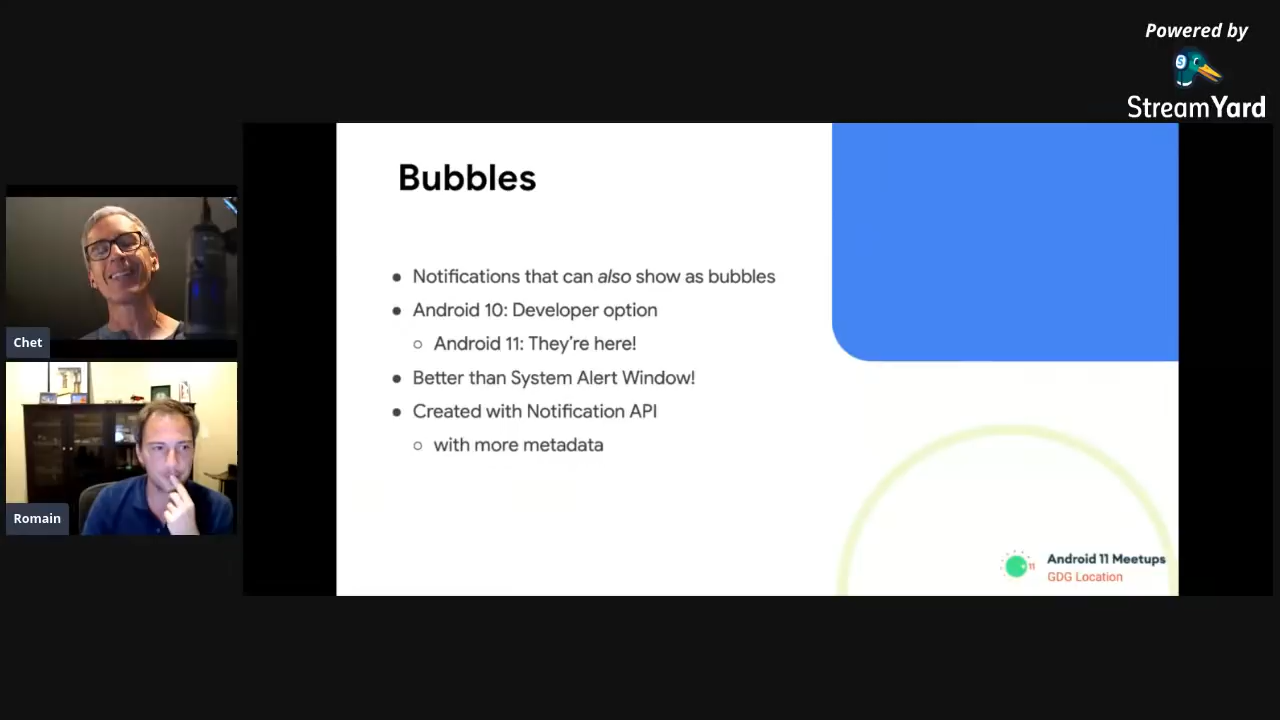 Powered by
StreamYard
Bubbles
● Notifications that can also show as bubbles
● Android 10: Developer option
○ Android 11: They're here!
● Better than System Alert Window!
● Created with Notification API
○ with more metadata
Chet
Romain
11
Android 11 Meetups
GDG Location